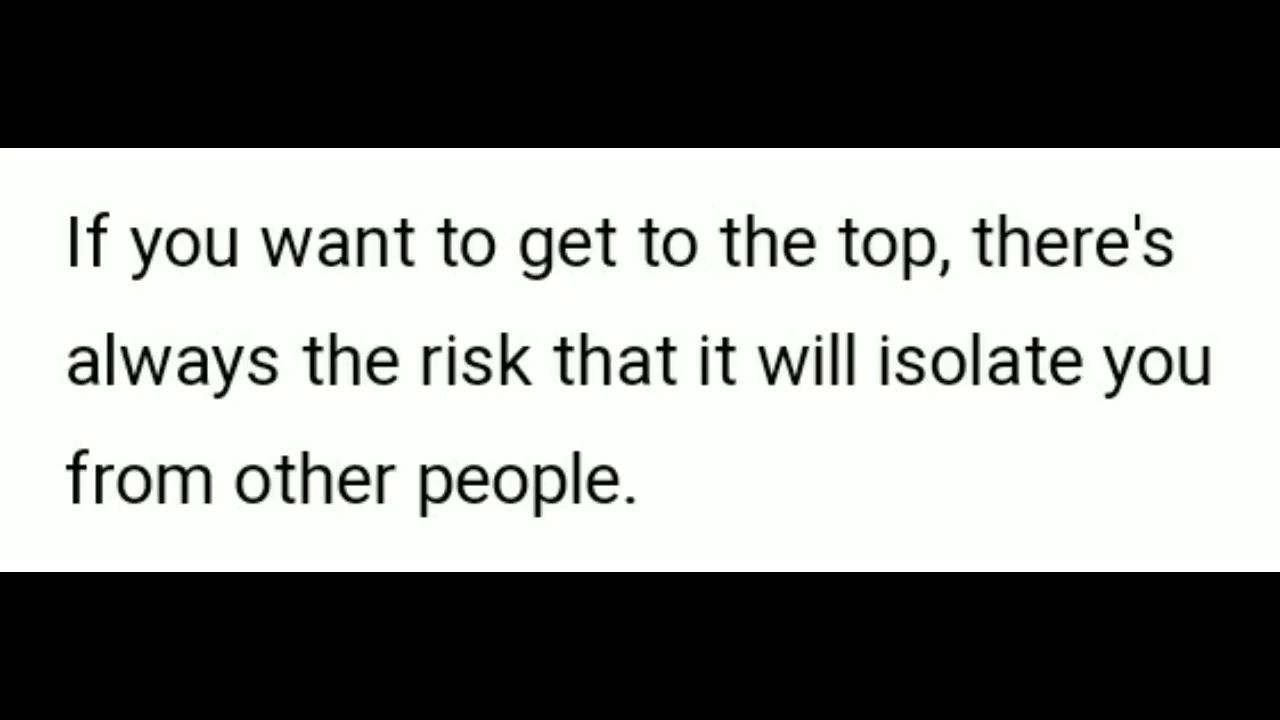 If you want to get to the top, there's
always the risk that it will isolate you
from other people.